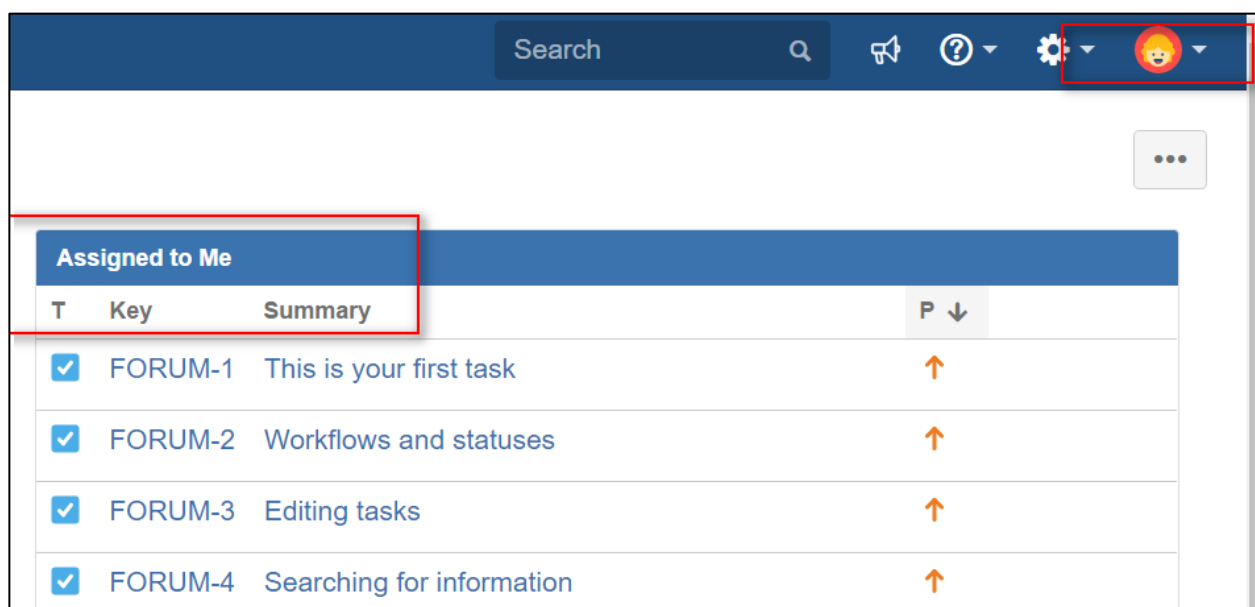 Search
Assigned to Me
T Key Summary P
FORUM-1 This is your first task
FORUM-2 Workflows and statuses
FORUM-3 Editing tasks
FORUM-4 Searching for information